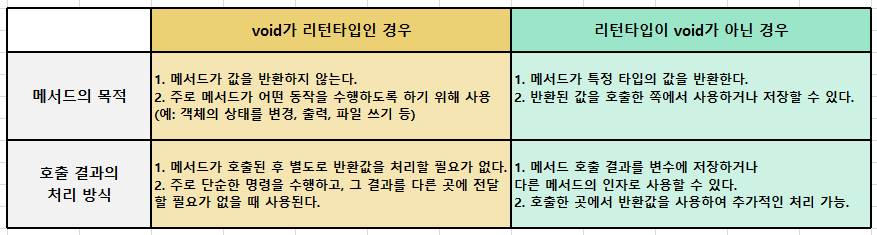 void가 리턴타입인 경우
리턴타입이 void가 아닌 경우
메서드의 목적
1. 메서드가 값을 반환하지 않는다.
2. 주로 메서드가 어떤 동작을 수행하도록 하기 위해 사용
(예: 객체의 상태를 변경, 출력, 파일 쓰기 등)
1. 메서드가 특정 타입의 값을 반환한다.
2. 반환된 값을 호출한 쪽에서 사용하거나 저장할 수 있다.
호출 결과의
처리 방식
1. 메서드가 호출된 후 별도로 반환값을 처리할 필요가 없다.
2. 주로 단순한 명령을 수행하고, 그 결과를 다른 곳에 전달
할 필요가 없을 때 사용된다.
1. 메서드 호출 결과를 변수에 저장하거나
다른 메서드의 인자로 사용할 수 있다.
2. 호출한 곳에서 반환값을 사용하여 추가적인 처리 가능.